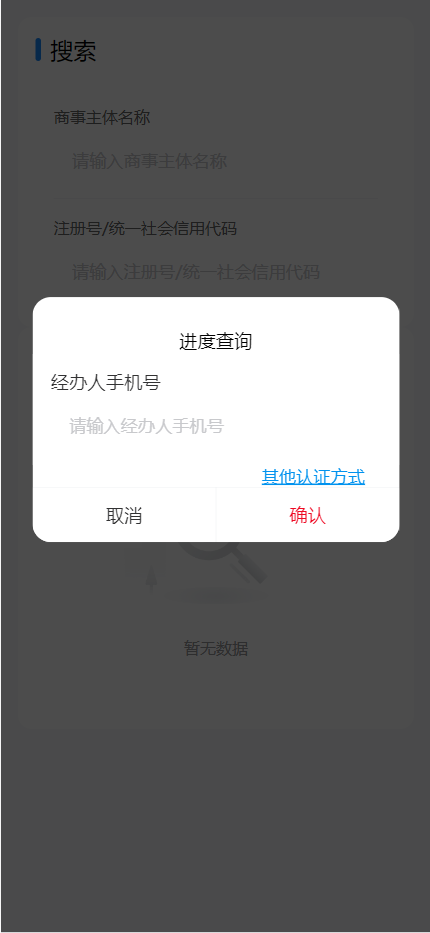 搜索
商事主体名称
请输入商事主体名称
注册号/统一社会信用代码
请输入注册号/统一社会信用代码
进度查询
经办人手机号
请输入经办人手机号
其他认证方式
取消
确认
暂无数据